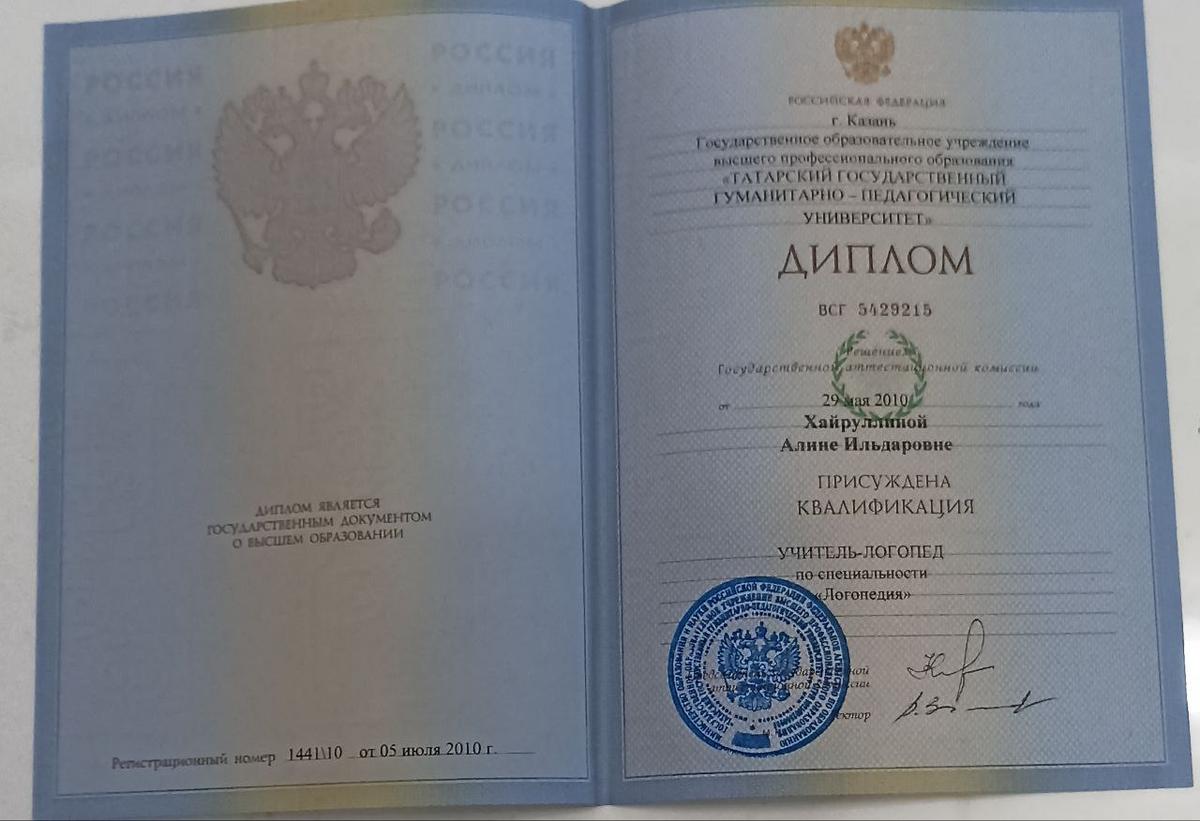 РОССИЯ
РОССИЯ
ДИПЛОМ ЯВЛЯЕТСЯ
ГОСУДАРСТВЕННЫМ ДОКУМЕНТОМ
О ВЫСШЕМ ОБРАЗОВАНИИ
Регистрационный номер 1441\10 от 05 июля 2010 г.
РОССИЙСКАЯ ФЕДЕРАЦИЯ
г. Казань
Государственное образовательное учреждение
высшего профессионального образования
«ТАТАРСКИЙ ГОСУДАРСТВЕННЫЙ
ГУМАНИТАРНО – ПЕДАГОГИЧЕСКИЙ
УНИВЕРСИТЕТ»
ДИПЛОМ
ВСГ 5429215
Решением
Государственной аттестационной комиссии
от 29 мая 2010 года
Хайруллиной
Алине Ильдаровне
ПРИСУЖДЕНА
КВАЛИФИКАЦИЯ
УЧИТЕЛЬ-ЛОГОПЕД
по специальности
«Логопедия»